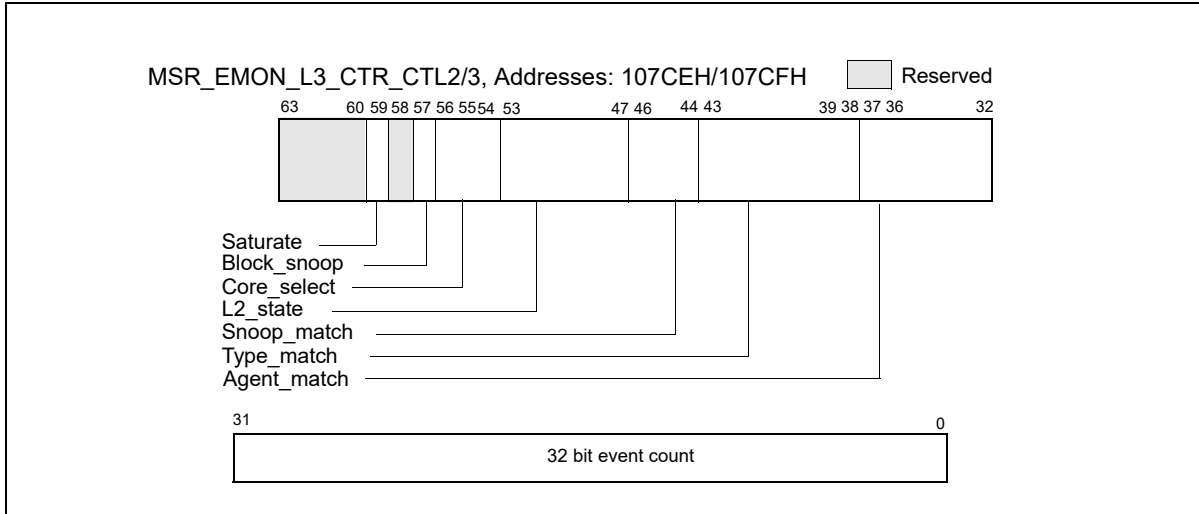 MSR_EMON_L3_CTR_CTL2/3, Addresses: 107CEH/107CFH Reserved
63 60 59 58 57 56 55 54 53 47 46 44 43 39 38 37 36 32
Saturate
Block_snoop
Core_select
L2_state
Snoop_match
Type_match
Agent_match
31 0
32 bit event count